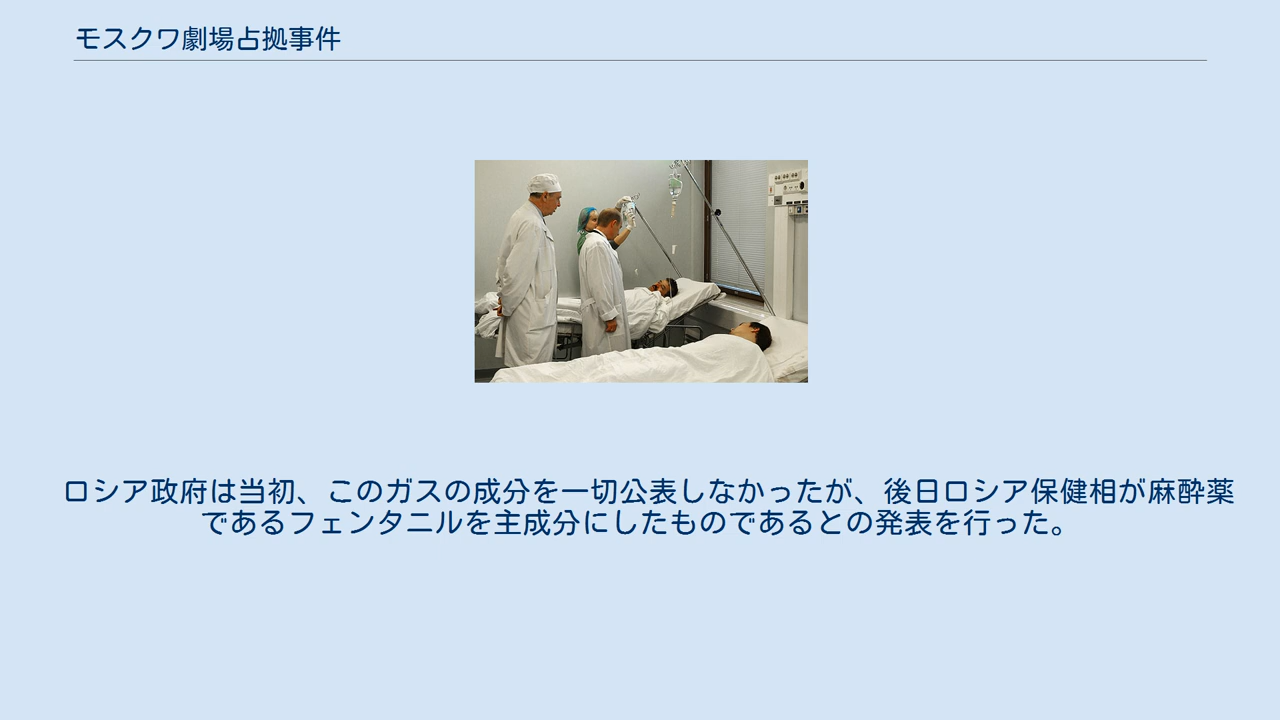 モスクワ劇場占拠事件
ロシア政府は当初、このガスの成分を一切公表しなかったが、後日ロシア保健相が麻酔薬
であるフェンタニルを主成分にしたものであるとの発表を行った。